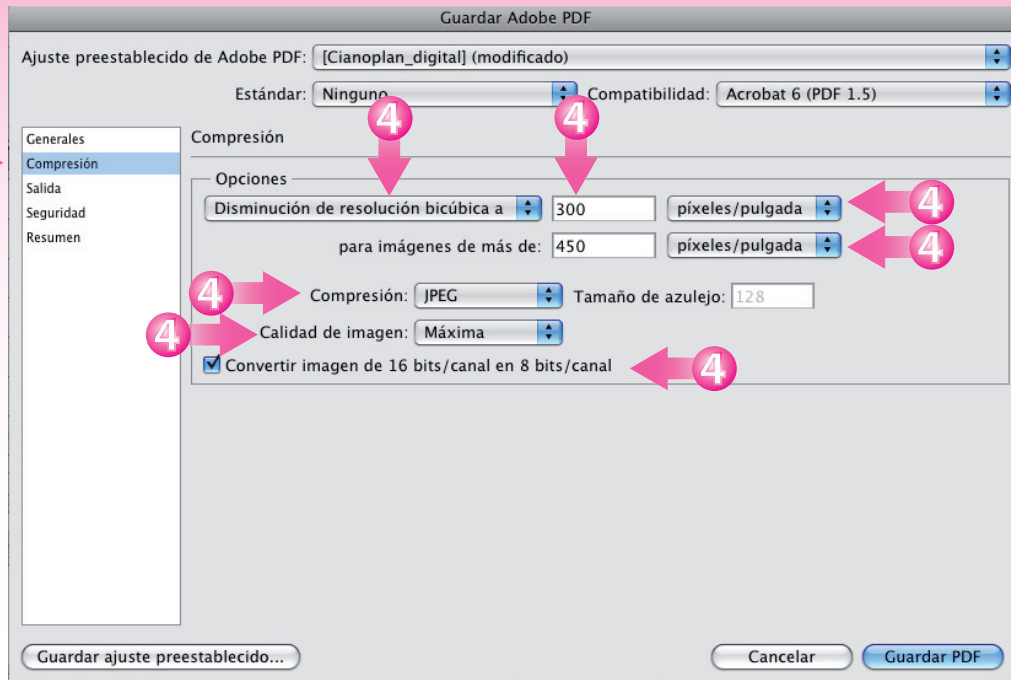 Guardar Adobe PDF
Ajuste preestablecido de Adobe PDF: [Cianoplan_digital] (modificado)
Estándar: Ninguno Compatibilidad: Acrobat 6 (PDF 1.5)
4 4
Generales
Compresión
Salida
Seguridad
Resumen
Compresión
Opciones
Disminución de resolución bicúbica a 300 píxeles/pulgada 4
para imágenes de más de: 450 píxeles/pulgada 4
4 Compresión: JPEG Tamaño de azulejo: 128
4 Calidad de imagen: Máxima
Convertir imagen de 16 bits/canal en 8 bits/canal 4
Guardar ajuste preestablecido... Cancelar Guardar PDF